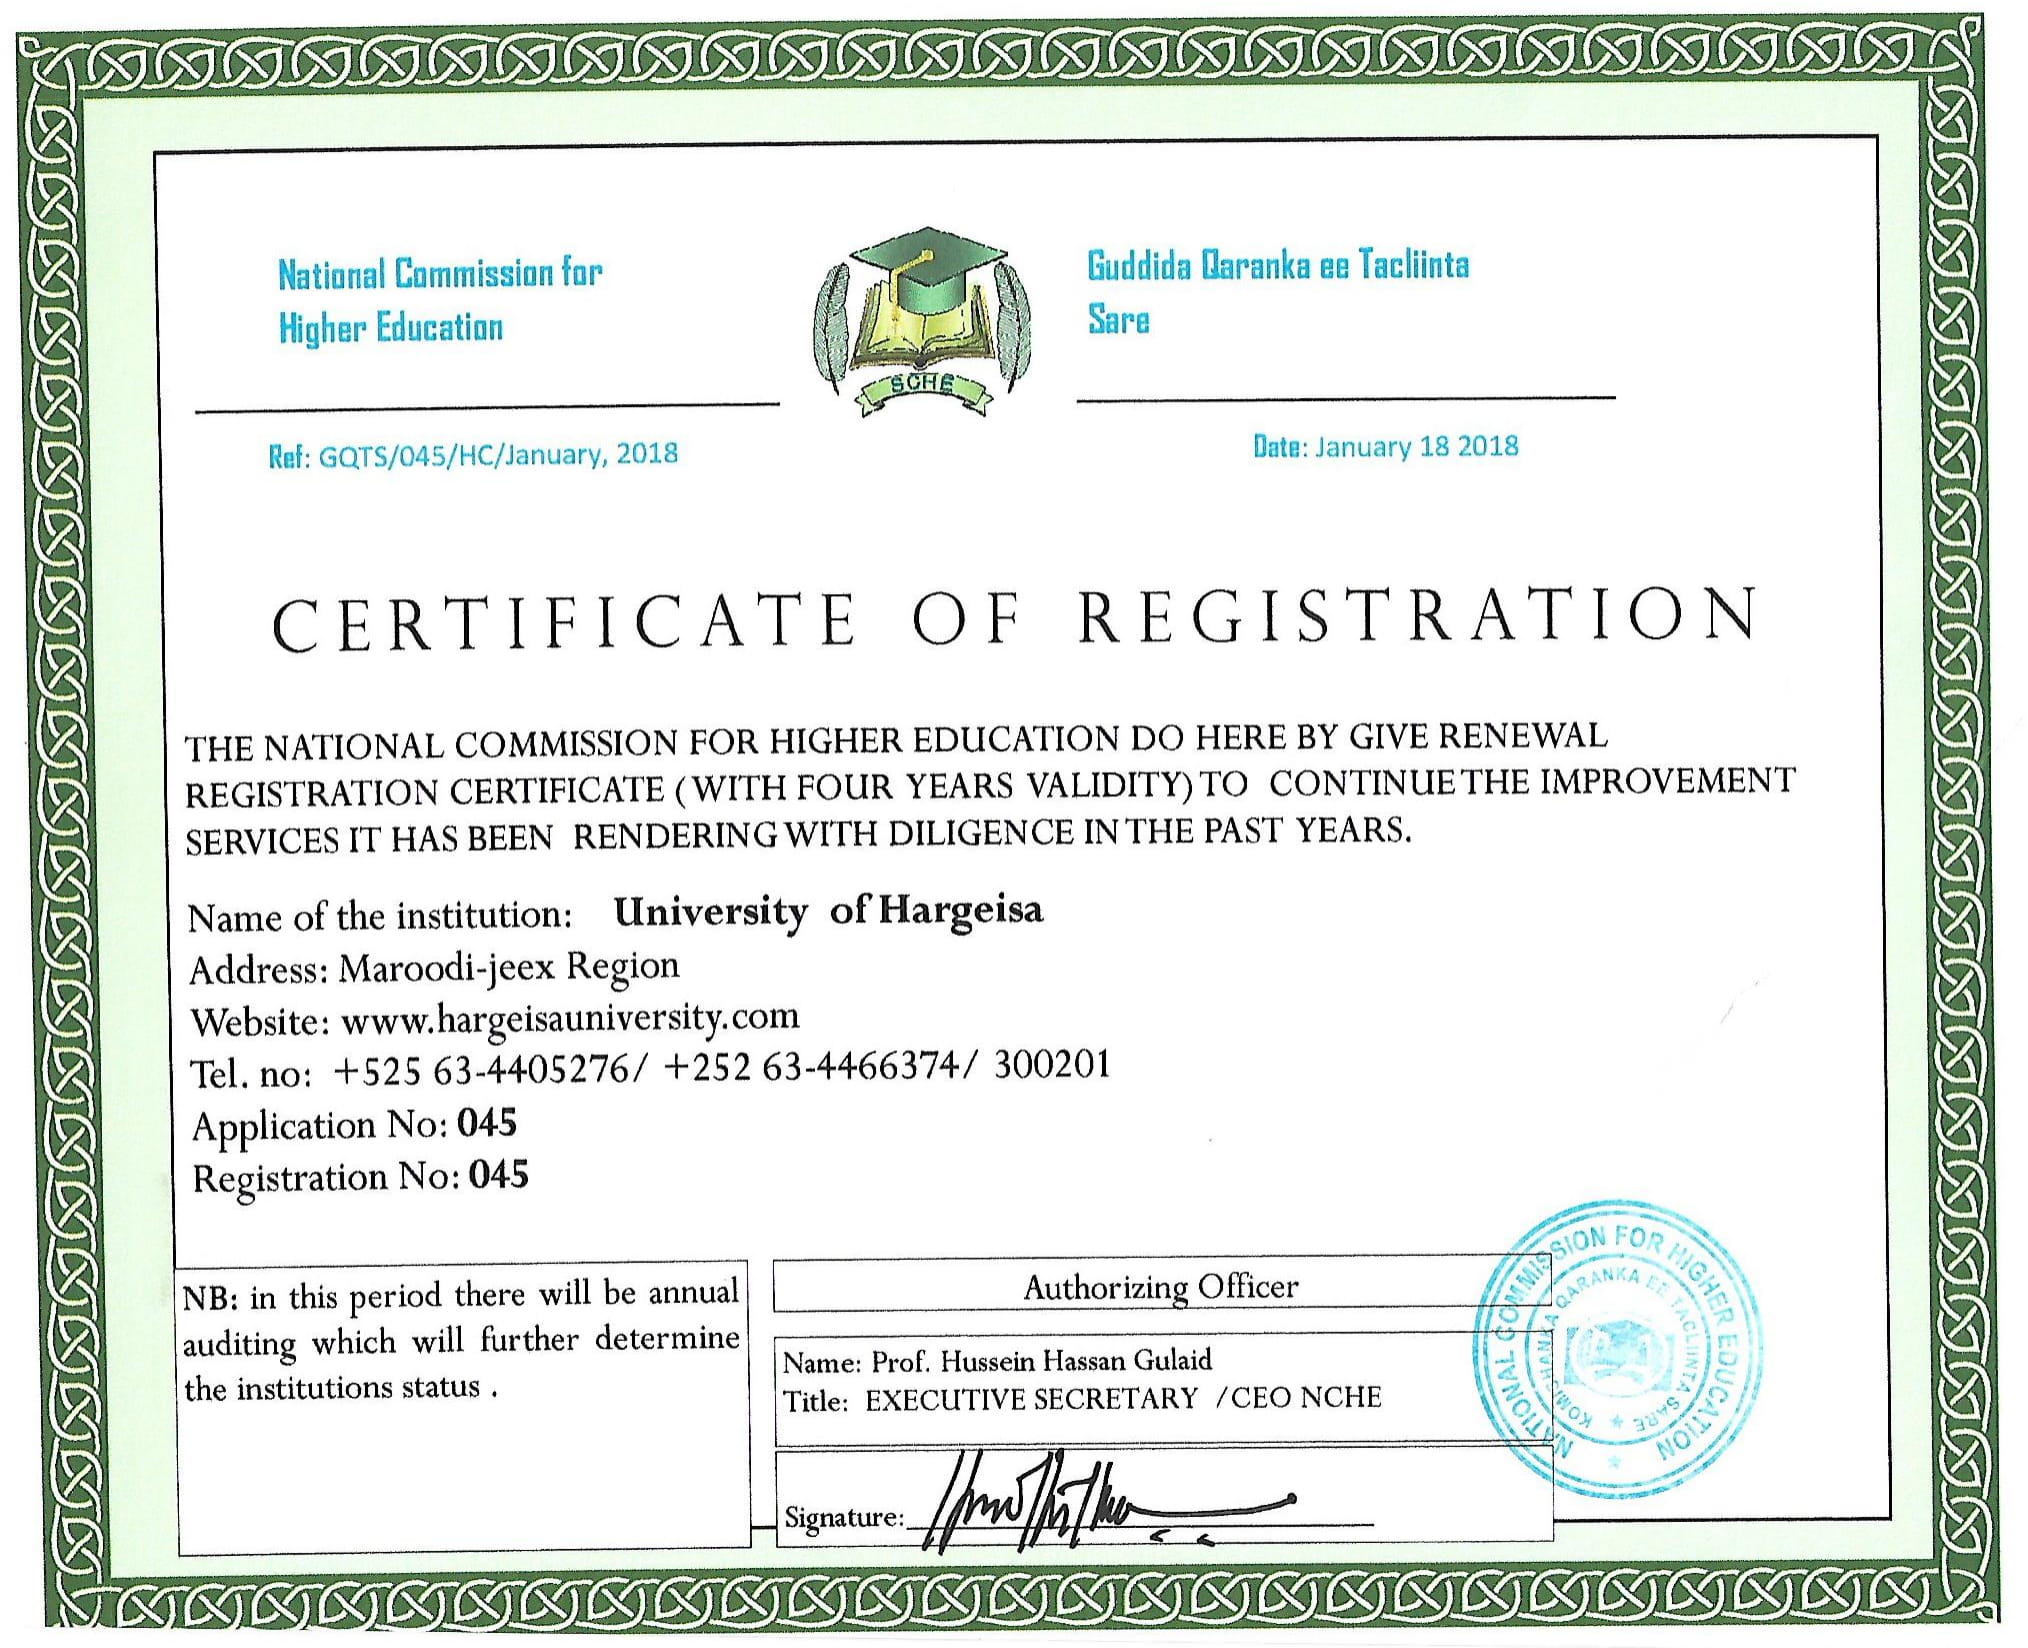 National Commission for
Higher Education
Guddida Qaranka ee Tacliinta
Sare
SCHE
Ref: GQTS/045/HC/January, 2018
Date: January 18 2018
CERTIFICATE OF REGISTRATION
THE NATIONAL COMMISSION FOR HIGHER EDUCATION DO HERE BY GIVE RENEWAL
REGISTRATION CERTIFICATE (WITH FOUR YEARS VALIDITY) TO CONTINUE THE IMPROVEMENT
SERVICES IT HAS BEEN RENDERING WITH DILIGENCE IN THE PAST YEARS.
Name of the institution: University of Hargeisa
Address: Maroodi-jeex Region
Website: www.hargeisauniversity.com
Tel. no: +525 63-4405276/ +252 63-4466374/ 300201
Application No: 045
Registration No: 045
NB: in this period there will be annual
auditing which will further determine
the institutions status .
Authorizing Officer
Name: Prof. Hussein Hassan Gulaid
Title: EXECUTIVE SECRETARY /CEO NCHE
Signature:
NATIONAL COMMISSION FOR HIGHER EDUCATION
KOMISHANKA QARANKA EE TACLIINTA SARE